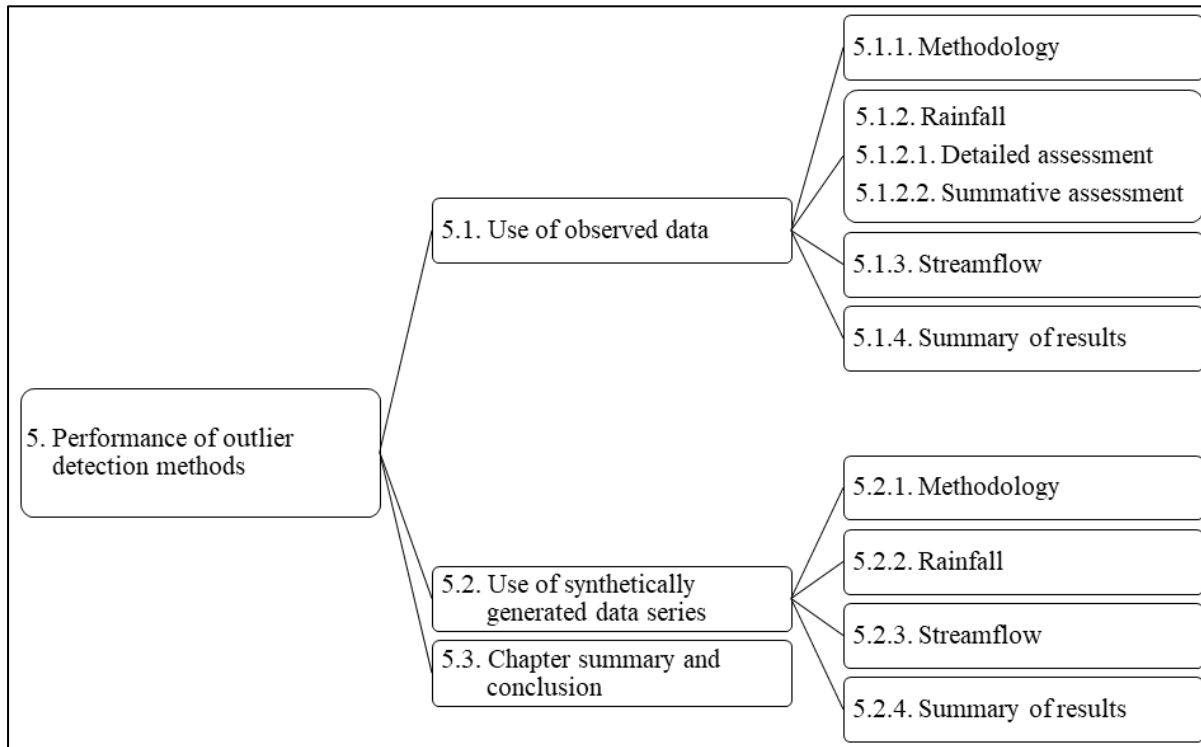 5. Performance of outlier
detection methods
5.1. Use of observed data
5.1.1. Methodology
5.1.2. Rainfall
5.1.2.1. Detailed assessment
5.1.2.2. Summative assessment
5.1.3. Streamflow
5.1.4. Summary of results
5.2. Use of synthetically
generated data series
5.2.1. Methodology
5.2.2. Rainfall
5.2.3. Streamflow
5.2.4. Summary of results
5.3. Chapter summary and
conclusion